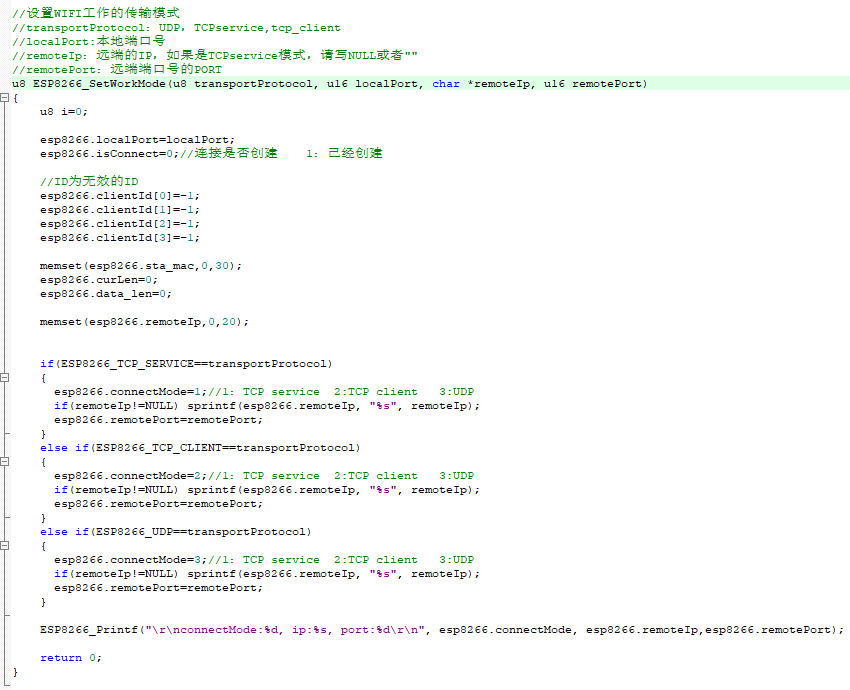 //设置WIFI工作的传输模式
//transportProtocol: UDP，TCPservice,tcp_client
//localPort:本地端口号
//remoteIp: 远端的IP，如果是TCPservice模式，请写NULL或者""
//remotePort: 远端端口号的PORT
u8 ESP8266_SetWorkMode(u8 transportProtocol, u16 localPort, char *remoteIp, u16 remotePort)
{
u8 i=0;
esp8266.localPort=localPort;
esp8266.isConnect=0;//连接是否创建    1: 已经创建
//ID为无效的ID
esp8266.clientId[0]=-1;
esp8266.clientId[1]=-1;
esp8266.clientId[2]=-1;
esp8266.clientId[3]=-1;
memset(esp8266.sta_mac,0,30);
esp8266.curLen=0;
esp8266.data_len=0;
memset(esp8266.remoteIp,0,20);
if(ESP8266_TCP_SERVICE==transportProtocol)
{
esp8266.connectMode=1;//1: TCP service  2:TCP client   3:UDP
if(remoteIp!=NULL) sprintf(esp8266.remoteIp, "%s", remoteIp);
esp8266.remotePort=remotePort;
}
else if(ESP8266_TCP_CLIENT==transportProtocol)
{
esp8266.connectMode=2;//1: TCP service  2:TCP client   3:UDP
if(remoteIp!=NULL) sprintf(esp8266.remoteIp, "%s", remoteIp);
esp8266.remotePort=remotePort;
}
else if(ESP8266_UDP==transportProtocol)
{
esp8266.connectMode=3;//1: TCP service  2:TCP client   3:UDP
if(remoteIp!=NULL) sprintf(esp8266.remoteIp, "%s", remoteIp);
esp8266.remotePort=remotePort;
}
ESP8266_Printf("\r\nconnectMode:%d, ip:%s, port:%d\r\n", esp8266.connectMode, esp8266.remoteIp,esp8266.remotePort);
return 0;
}